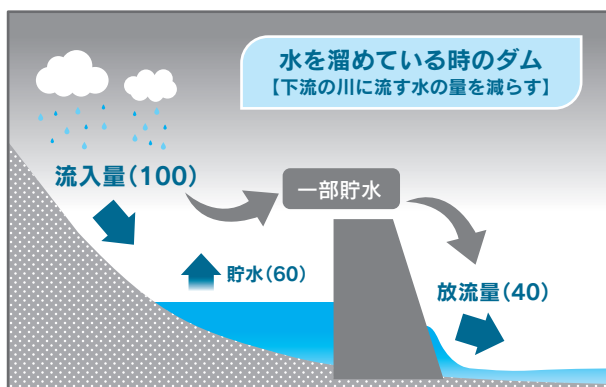 水を溜めている時のダム
【下流の川に流す水の量を減らす】
流入量(100)
一部貯水
貯水(60)
放流量(40)